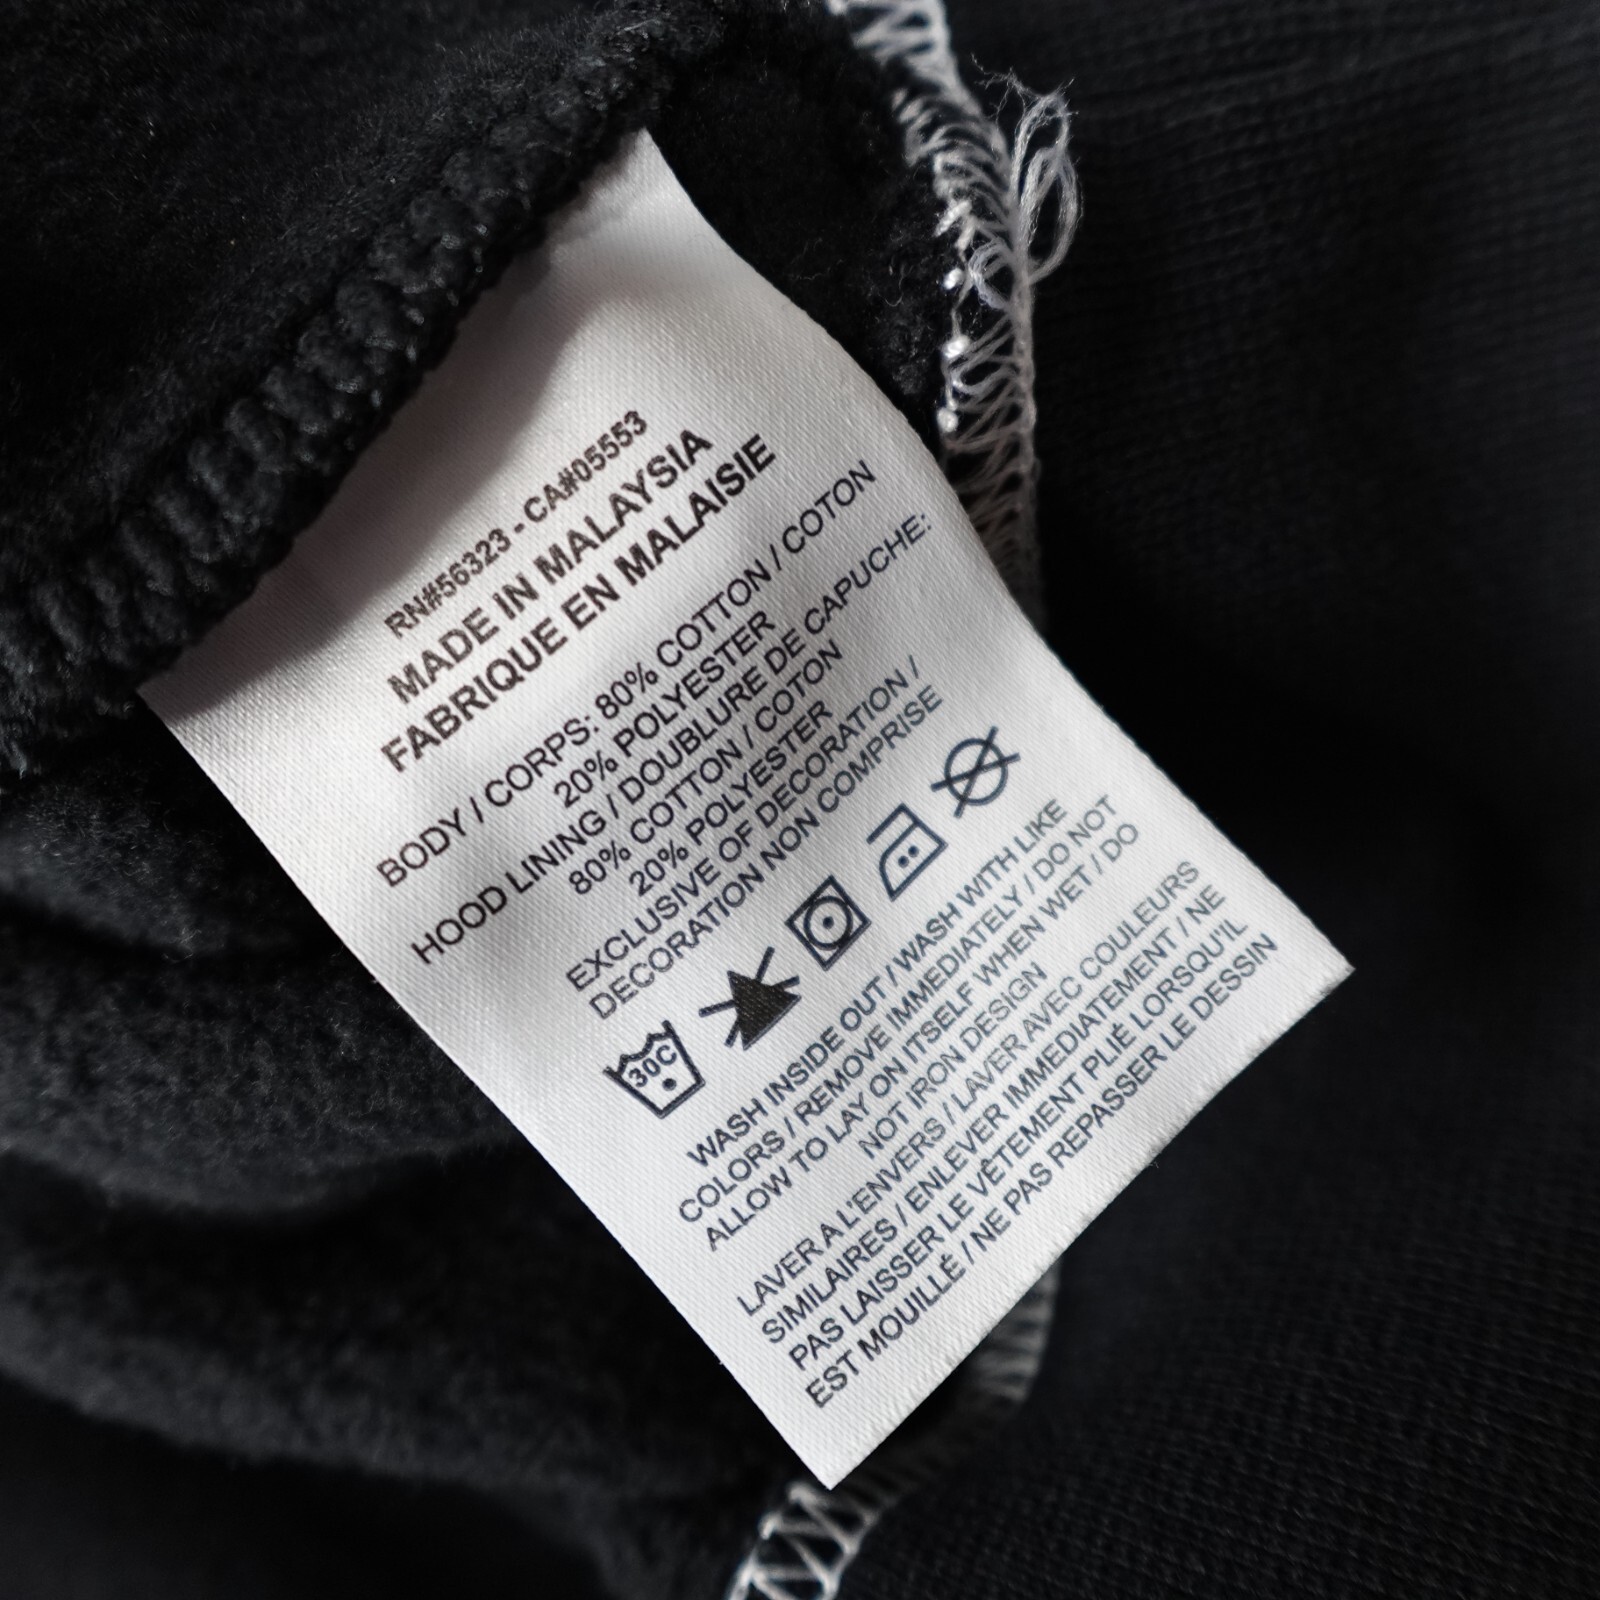 RN#56323 - CA#05553
MADE IN MALAYSIA
FABRIQUE EN MALAISIE
BODY / CORPS: 80% COTTON / COTON
20% POLYESTER
HOOD LINING / DOUBLURE DE CAPUCHE:
80% COTTON / COTON
20% POLYESTER
EXCLUSIVE OF DECORATION /
DECORATION NON COMPRISE
30C
WASH INSIDE OUT / WASH WITH LIKE
COLORS / REMOVE IMMEDIATELY / DO NOT
ALLOW TO LAY ON ITSELF WHEN WET / DO
NOT IRON DESIGN
LAVER À L'ENVERS / LAVER AVEC COULEURS
SIMILAIRES / ENLEVER IMMEDIATEMENT / NE
PAS LAISSER LE VÊTEMENT PLIÉ LORSQU'IL
EST MOUILLÉ / NE PAS REPASSER LE DESSIN